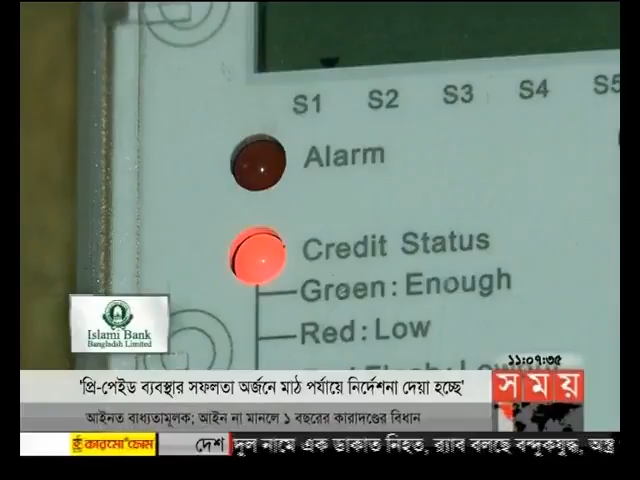 S1 S2 S3 S4 S5
Alarm
Credit Status
Green: Enough
Red: Low
Islami Bank
Bangladesh Limited
১১:০৭:৩৫
'প্রি-পেইড ব্যবস্থার সফলতা অর্জনে মাঠ পর্যায়ে নির্দেশনা দেয়া হচ্ছে'
সময়
আইনত বাধ্যতামূলক; আইন না মানলে ১ বছরের কারাদণ্ডের বিধান
দেশ দুল নামে এক ডাকাত নিহত, র‍্যাব বলছে বন্দুকযুদ্ধ, অস্ত্র